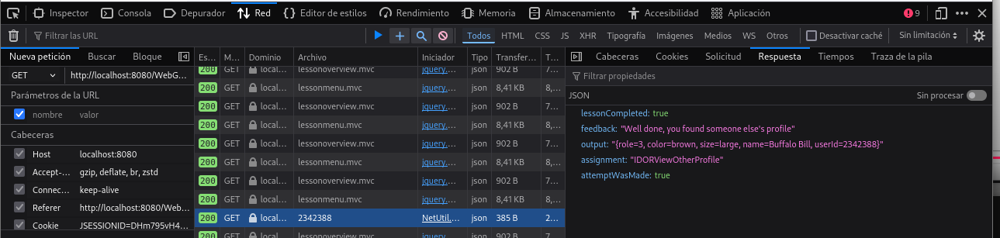 Inspector Consola Depurador Red Editor de estilos Rendimiento Memoria Almacenamiento Accesibilidad Aplicación 9
Filtrar las URL Todos HTML CSS JS XHR Tipografía Imágenes Medios WS Otros Desactivar caché Sin limitación
Nueva petición Buscar Bloque
GET http://localhost:8080/WebG...
Parámetros de la URL
nombre valor
Cabeceras
Host localhost:8080
Accept-... gzip, deflate, br, zstd
Connec... keep-alive
Referer http://localhost:8080/Web...
Cookie JSESSIONID=DHm795vH4...
Es... M... Dominio Archivo Iniciador Tipo Transfer... T...
200 GET local... lessonoverview.mvc jquery.... json 902 B 7...
200 GET local... lessonmenu.mvc jquery.... json 8,41 KB 8,...
200 GET local... lessonoverview.mvc jquery.... json 902 B 7...
200 GET local... lessonmenu.mvc jquery.... json 8,41 KB 8,...
200 GET local... lessonoverview.mvc jquery.... json 902 B 7...
200 GET local... lessonmenu.mvc jquery.... json 8,41 KB 8,...
200 GET local... lessonoverview.mvc jquery.... json 902 B 7...
200 GET local... lessonmenu.mvc jquery.... json 8,41 KB 8,...
200 GET local... 2342388 NetUtil.... json 385 B 2...
200 GET local... lessonoverview.mvc jquery.... json 902 B 7...
Cabeceras Cookies Solicitud Respuesta Tiempos Traza de la pila
Filtrar propiedades
JSON Sin procesar
lessonCompleted: true
feedback: "Well done, you found someone else's profile"
output: "{role=3, color=brown, size=large, name=Buffalo Bill, userId=2342388}"
assignment: "IDORViewOtherProfile"
attemptWasMade: true